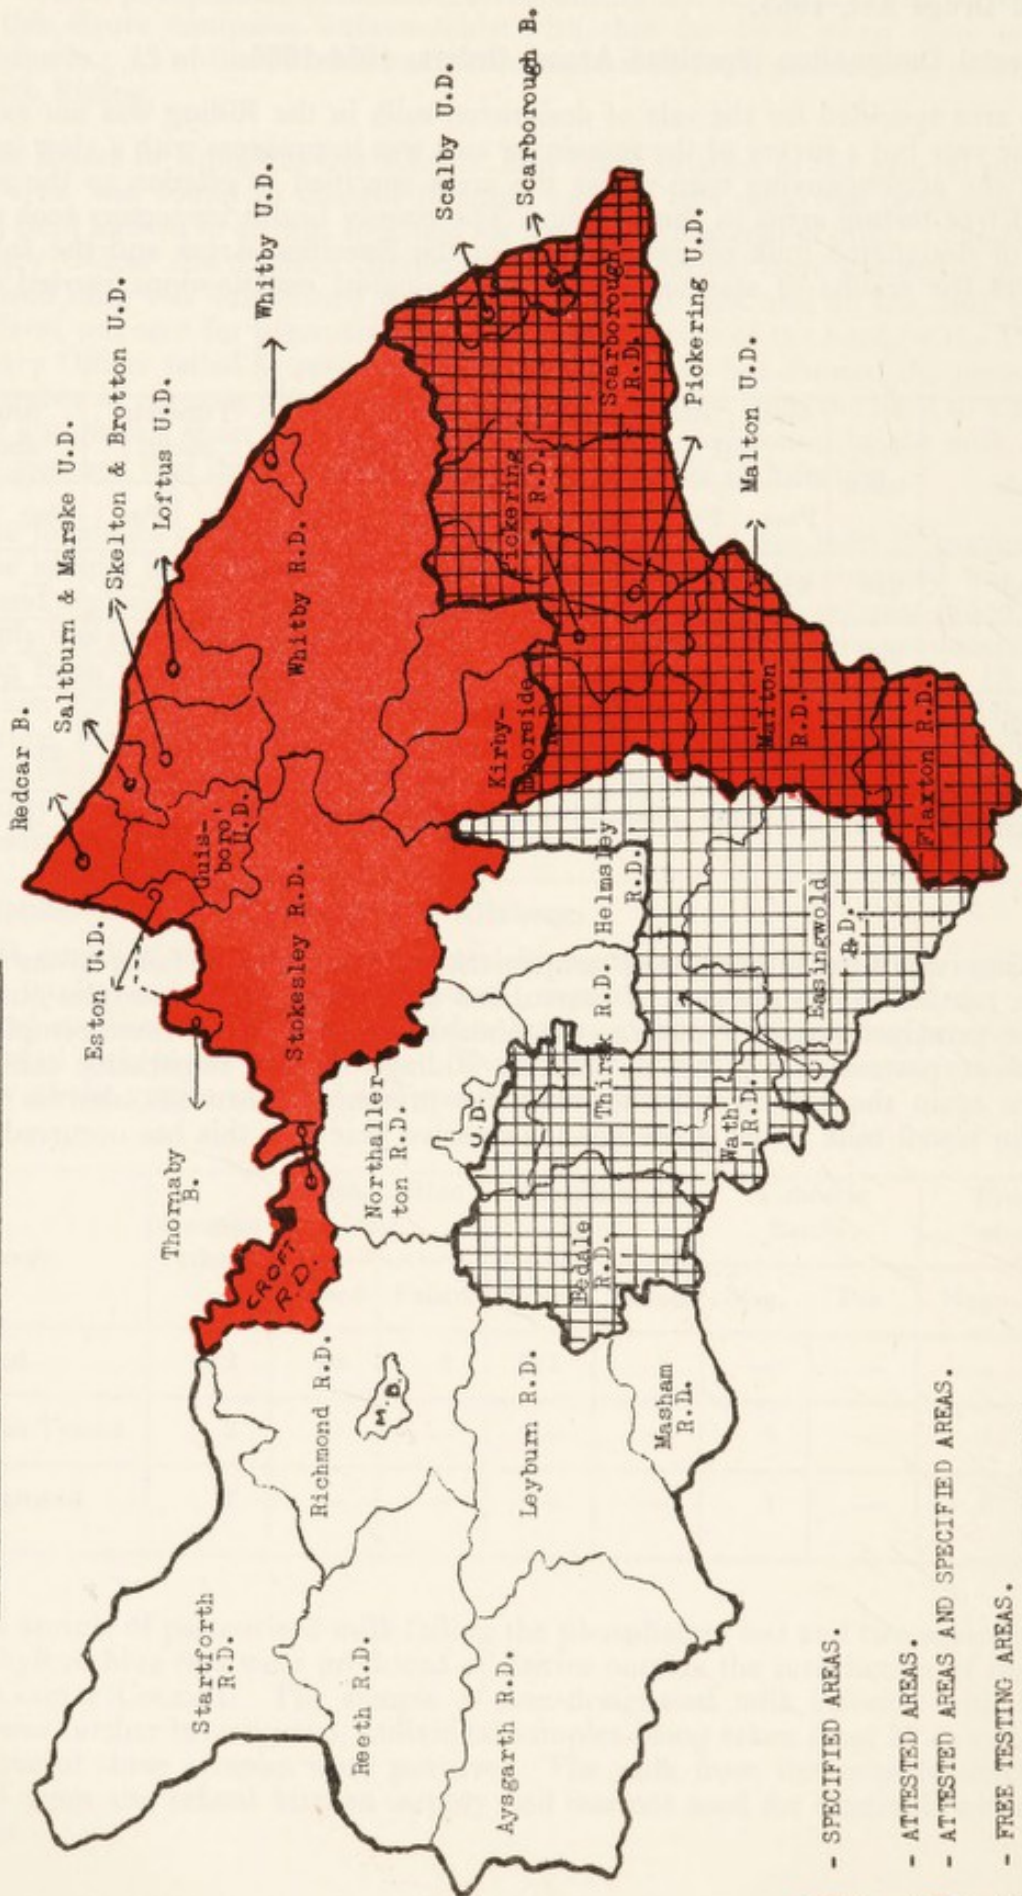 Redcar B.
Saltburn & Marske U.D.
Skelton & Brotton U.D.
Loftus U.D.
Whitby U.D.
Scalby U.D.
Scarborough B.
Eston U.D.
Guis-
boro'
U.D.
Whitby R.D.
Pickering
R.D.
Scarborough
R.D.
Pickering U.D.
Malton U.D.
Thornaby
B.
Stokesley R.D.
Kirby-
Moorside
R.D.
Malton
R.D.
Flaxton R.D.
CROFT
R.D.
Northaller-
ton R.D.
U.D.
Thirsk R.D.
Helmsley
R.D.
Easingwold
R.D.
Wath
R.D.
Bedale
R.D.
Startforth
R.D.
Richmond R.D.
M.B.
Reeth R.D.
Leyburn R.D.
Masham
R.D.
Aysgarth R.D.
- SPECIFIED AREAS.
- ATTESTED AREAS.
- ATTESTED AREAS AND SPECIFIED AREAS.
- FREE TESTING AREAS.